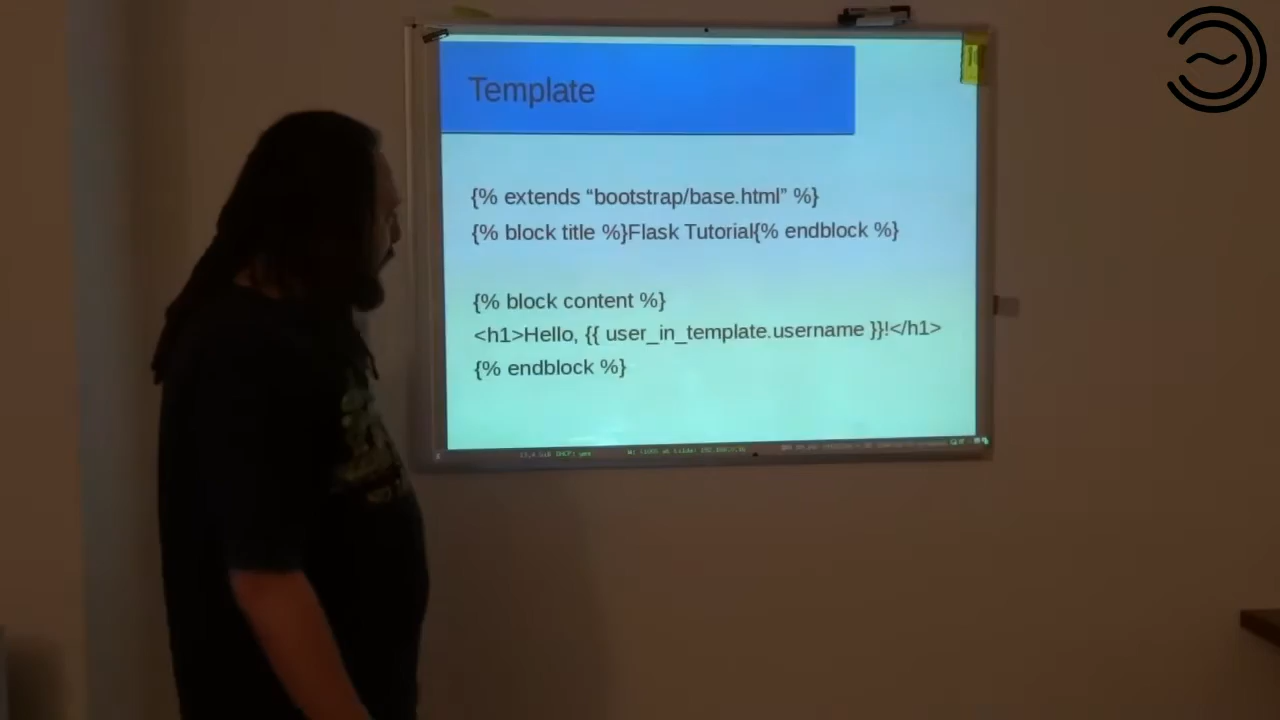 Template
{% extends “bootstrap/base.html” %}
{% block title %}Flask Tutorial{% endblock %}
{% block content %}
<h1>Hello, {{ user_in_template.username }}!</h1>
{% endblock %}